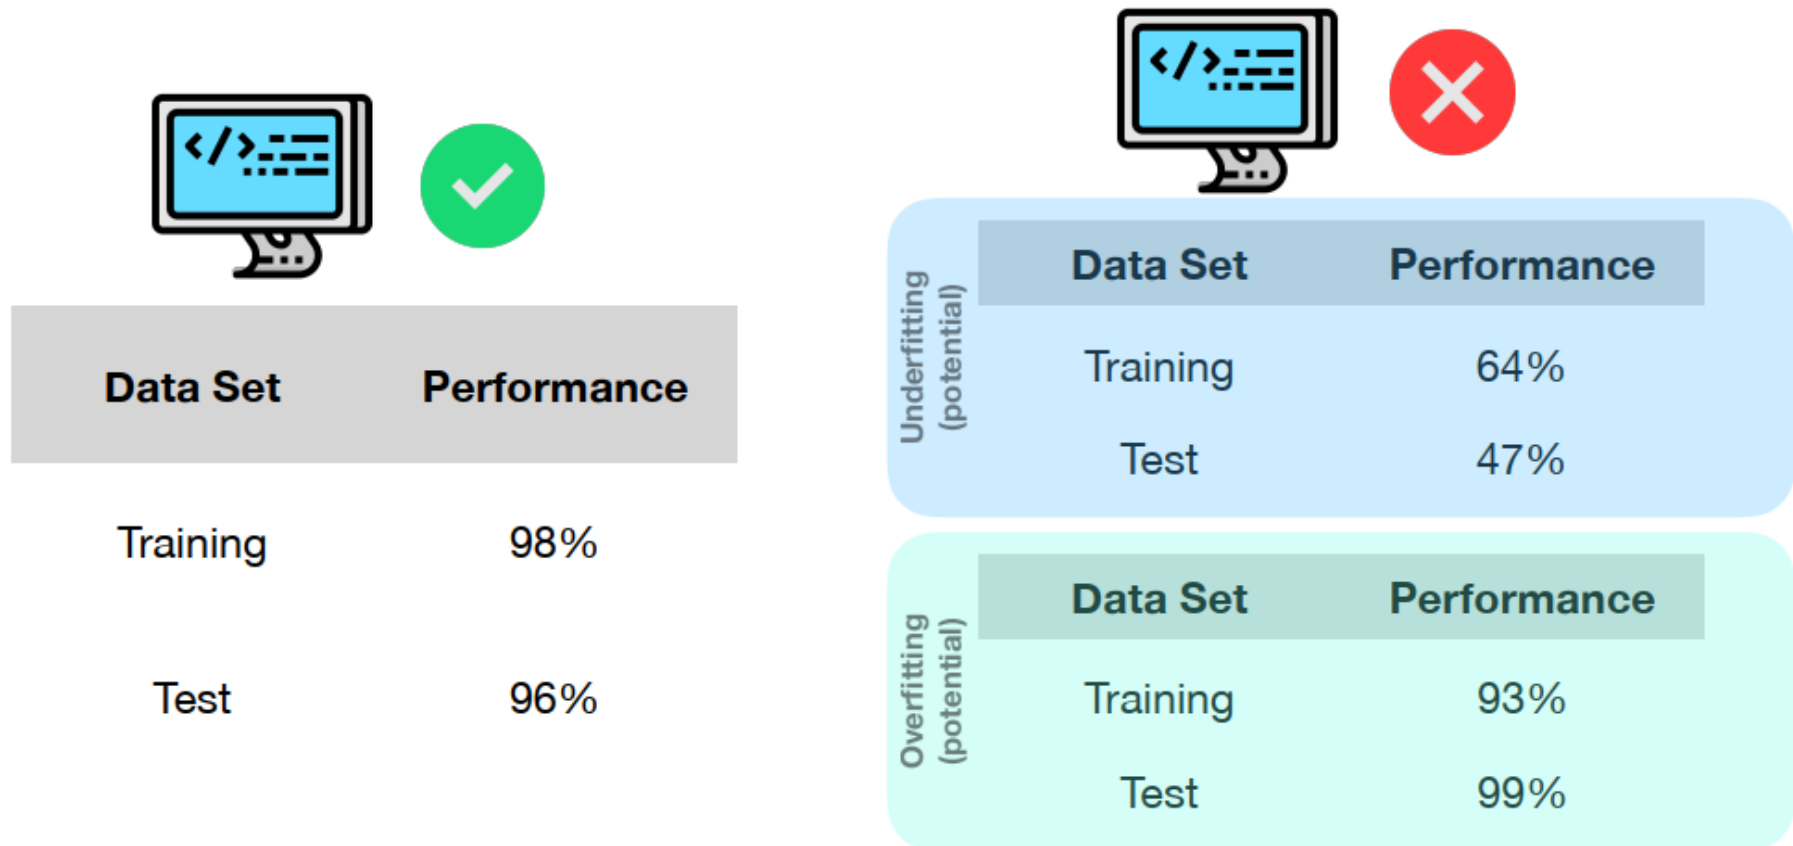 </>
Data Set Performance
Training 98%
Test 96%
</>
Underfitting
(potential)
Data Set Performance
Training 64%
Test 47%
Overfitting
(potential)
Data Set Performance
Training 93%
Test 99%